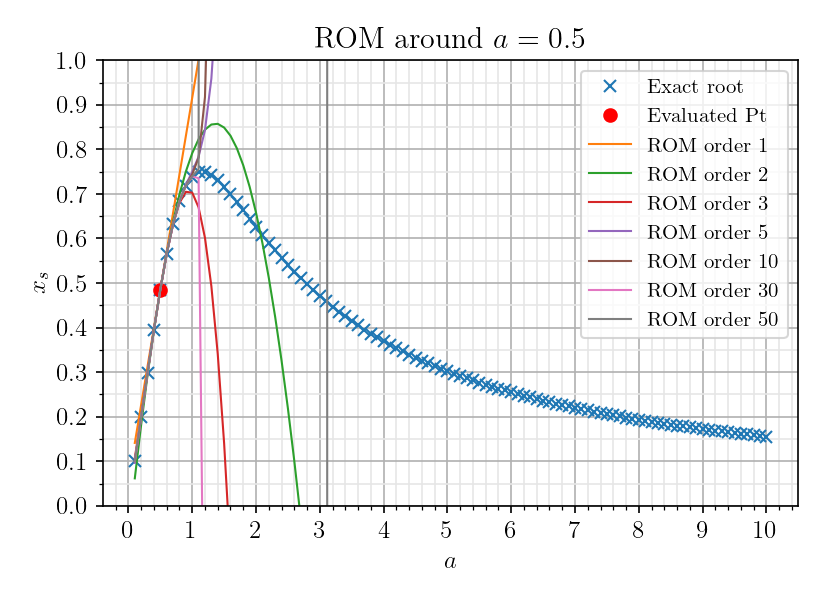 ROM around a = 0.5
1.0
0.9
0.8
0.7
0.6
0.5
0.4
0.3
0.2
0.1
0.0
x_s
Exact root
Evaluated Pt
ROM order 1
ROM order 2
ROM order 3
ROM order 5
ROM order 10
ROM order 30
ROM order 50
0 1 2 3 4 5 6 7 8 9 10
a